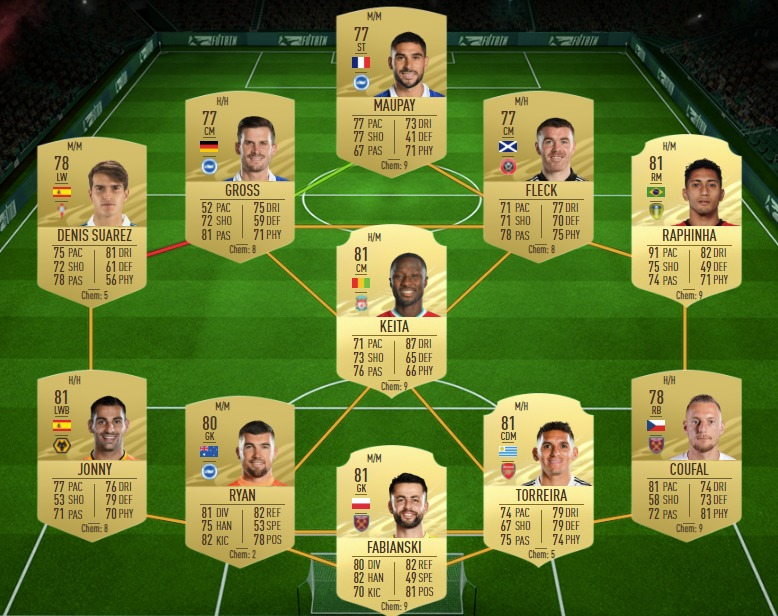 FUTBIN FUTBIN FUTBIN
M/M
77
ST
MAUPAY
77 PAC 73 DRI
77 SHO 41 DEF
67 PAS 71 PHY
Chem: 9
H/H
77
CM
GROSS
52 PAC 75 DRI
72 SHO 59 DEF
81 PAS 71 PHY
Chem: 8
M/H
77
CM
FLECK
71 PAC 77 DRI
71 SHO 70 DEF
78 PAS 75 PHY
Chem: 8
M/M
78
LW
DENIS SUAREZ
75 PAC 81 DRI
72 SHO 61 DEF
78 PAS 56 PHY
Chem: 5
H/M
81
RM
RAPHINHA
91 PAC 82 DRI
75 SHO 49 DEF
74 PAS 71 PHY
Chem: 9
H/M
81
CM
KEITA
71 PAC 87 DRI
73 SHO 65 DEF
76 PAS 66 PHY
Chem: 9
H/H
81
LWB
JONNY
77 PAC 76 DRI
53 SHO 79 DEF
71 PAS 70 PHY
Chem: 8
M/M
80
GK
RYAN
81 DIV 82 REF
75 HAN 53 SPE
82 KIC 78 POS
Chem: 2
M/M
81
GK
FABIANSKI
80 DIV 82 REF
82 HAN 49 SPE
70 KIC 81 POS
Chem: 9
M/H
81
CDM
TORREIRA
74 PAC 79 DRI
67 SHO 79 DEF
75 PAS 74 PHY
Chem: 5
H/H
78
RB
COUFAL
81 PAC 74 DRI
58 SHO 73 DEF
72 PAS 81 PHY
Chem: 9